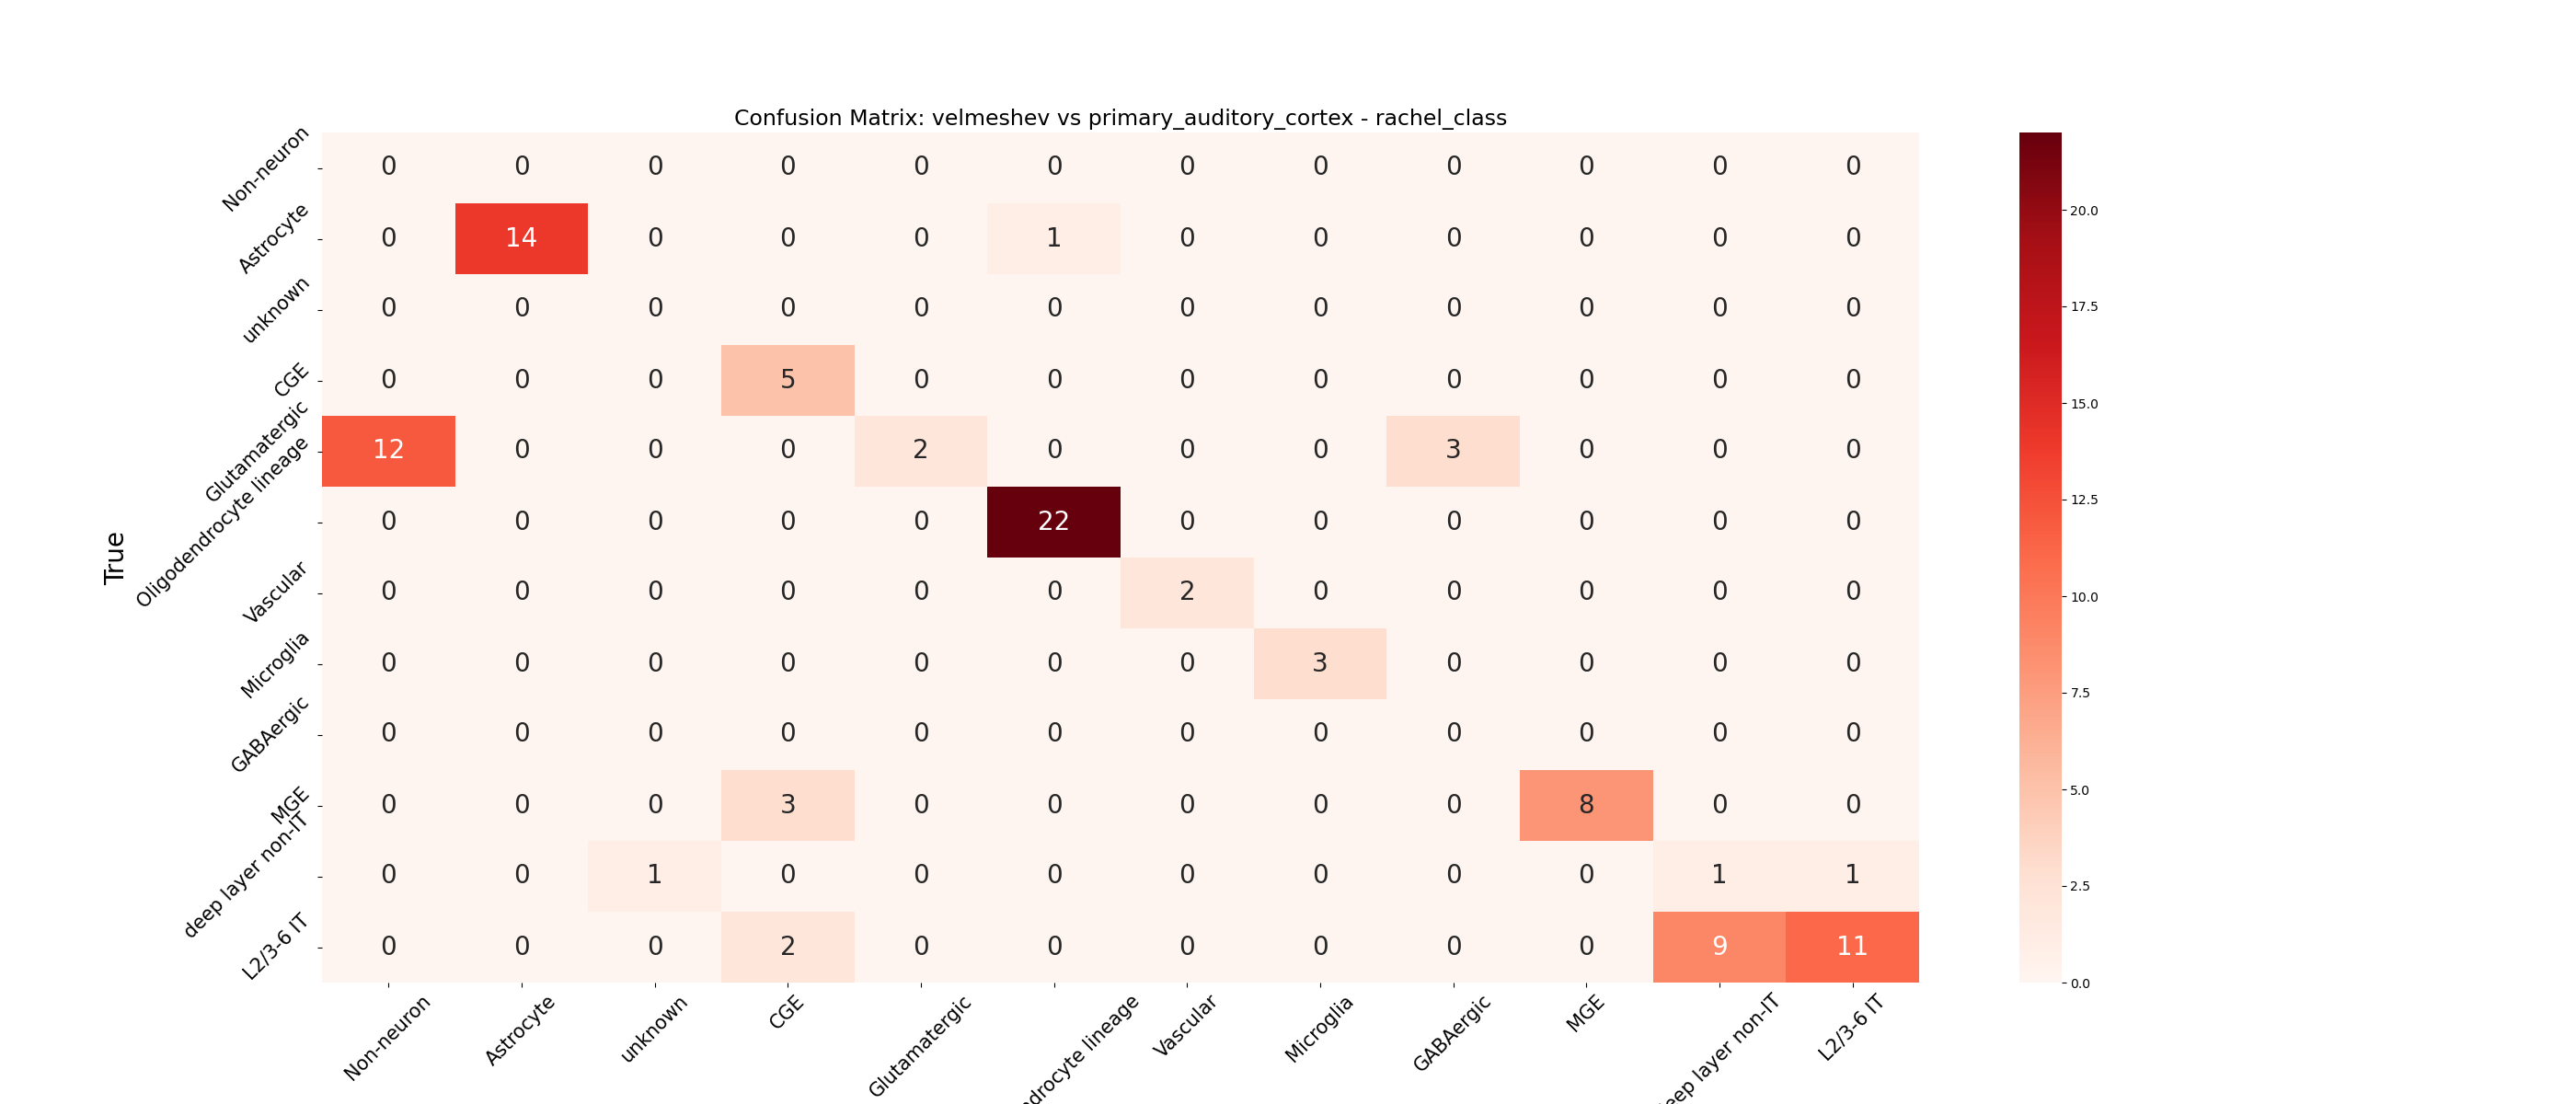 Confusion Matrix: velmeshev vs primary_auditory_cortex - rachel_class
True
Non-neuron 0 0 0 0 0 0 0 0 0 0 0 0
Astrocyte 0 14 0 0 0 1 0 0 0 0 0 0
unknown 0 0 0 0 0 0 0 0 0 0 0 0
CGE 0 0 0 5 0 0 0 0 0 0 0 0
Glutamatergic 12 0 0 0 2 0 0 0 3 0 0 0
Oligodendrocyte lineage 0 0 0 0 0 22 0 0 0 0 0 0
Vascular 0 0 0 0 0 0 2 0 0 0 0 0
Microglia 0 0 0 0 0 0 0 3 0 0 0 0
GABAergic 0 0 0 0 0 0 0 0 0 0 0 0
MGE 0 0 0 3 0 0 0 0 0 8 0 0
deep layer non-IT 0 0 1 0 0 0 0 0 0 0 1 1
L2/3-6 IT 0 0 0 2 0 0 0 0 0 0 9 11
Non-neuron Astrocyte unknown CGE Glutamatergic ndrocyte lineage Vascular Microglia GABAergic MGE eep layer non-IT L2/3-6 IT
20.0
17.5
15.0
12.5
10.0
7.5
5.0
2.5
0.0